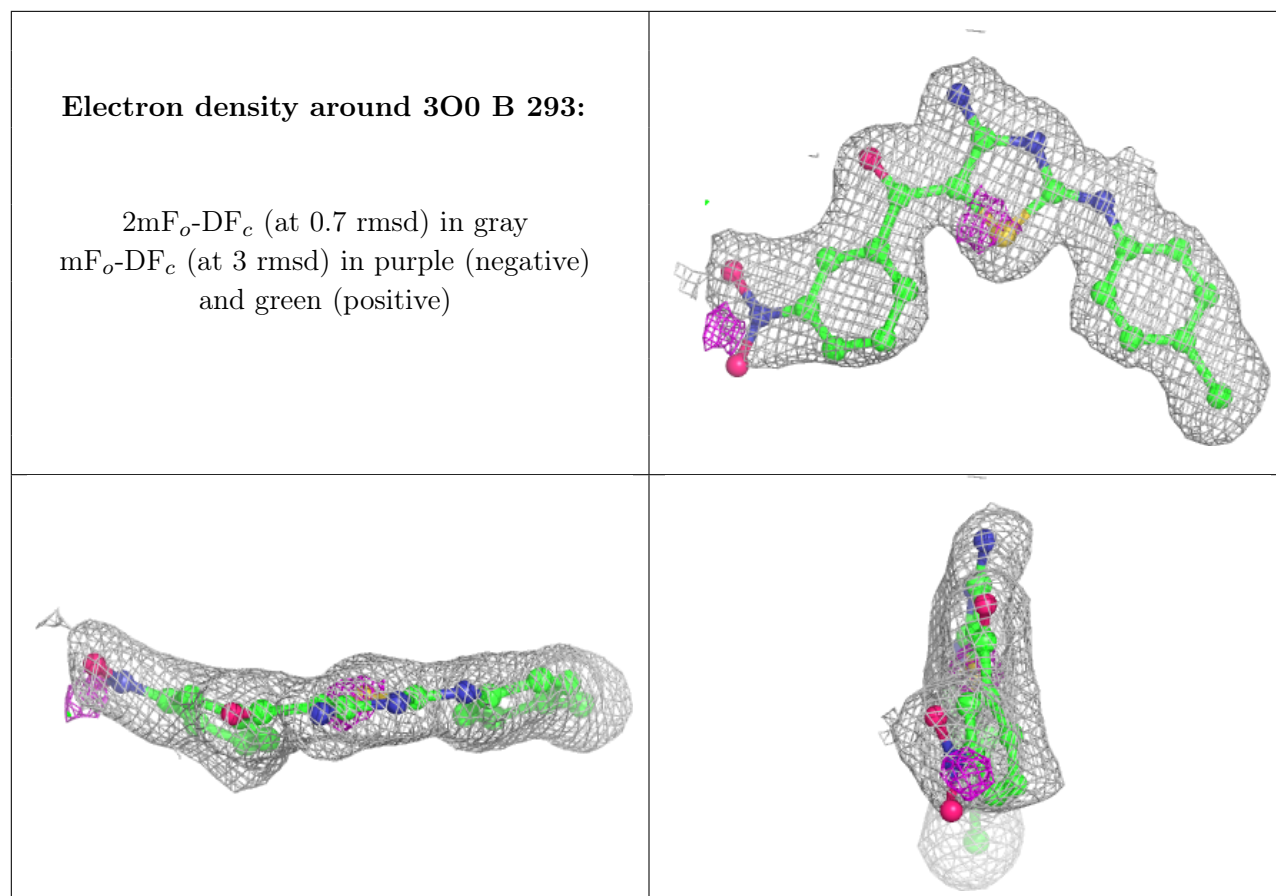 Electron density around 3O0 B 293:
2mFₒ-DF𝒸 (at 0.7 rmsd) in gray
mFₒ-DF𝒸 (at 3 rmsd) in purple (negative)
and green (positive)